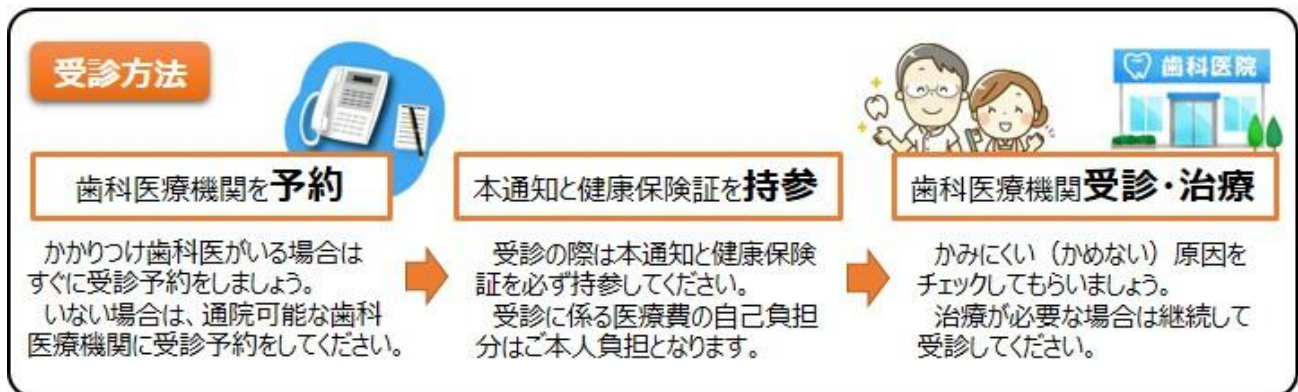 受診方法
歯科医院
歯科医療機関を予約
かかりつけ歯科医がいる場合は
すぐに受診予約をしましょう。
いない場合は、通院可能な歯科
医療機関に受診予約をしてください。
本通知と健康保険証を持参
受診の際は本通知と健康保険
証を必ず持参してください。
受診に係る医療費の自己負担
分はご本人負担となります。
歯科医療機関受診・治療
かみにくい（かめない）原因を
チェックしてもらいましょう。
治療が必要な場合は継続して
受診してください。